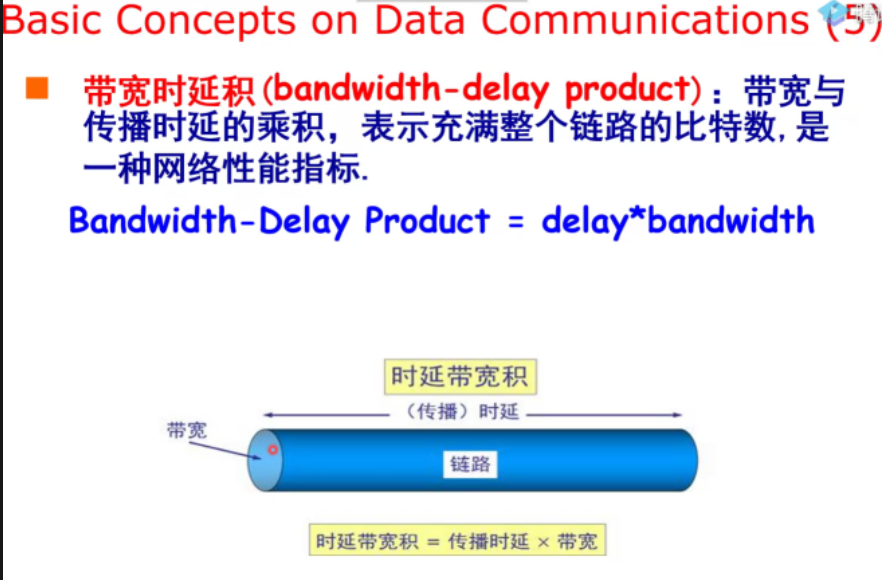 Basic Concepts on Data Communications (5)
带宽时延积(bandwidth-delay product)：带宽与
传播时延的乘积，表示充满整个链路的比特数,是
一种网络性能指标.
Bandwidth-Delay Product = delay*bandwidth
时延带宽积
（传播）时延
带宽
链路
时延带宽积 = 传播时延 × 带宽